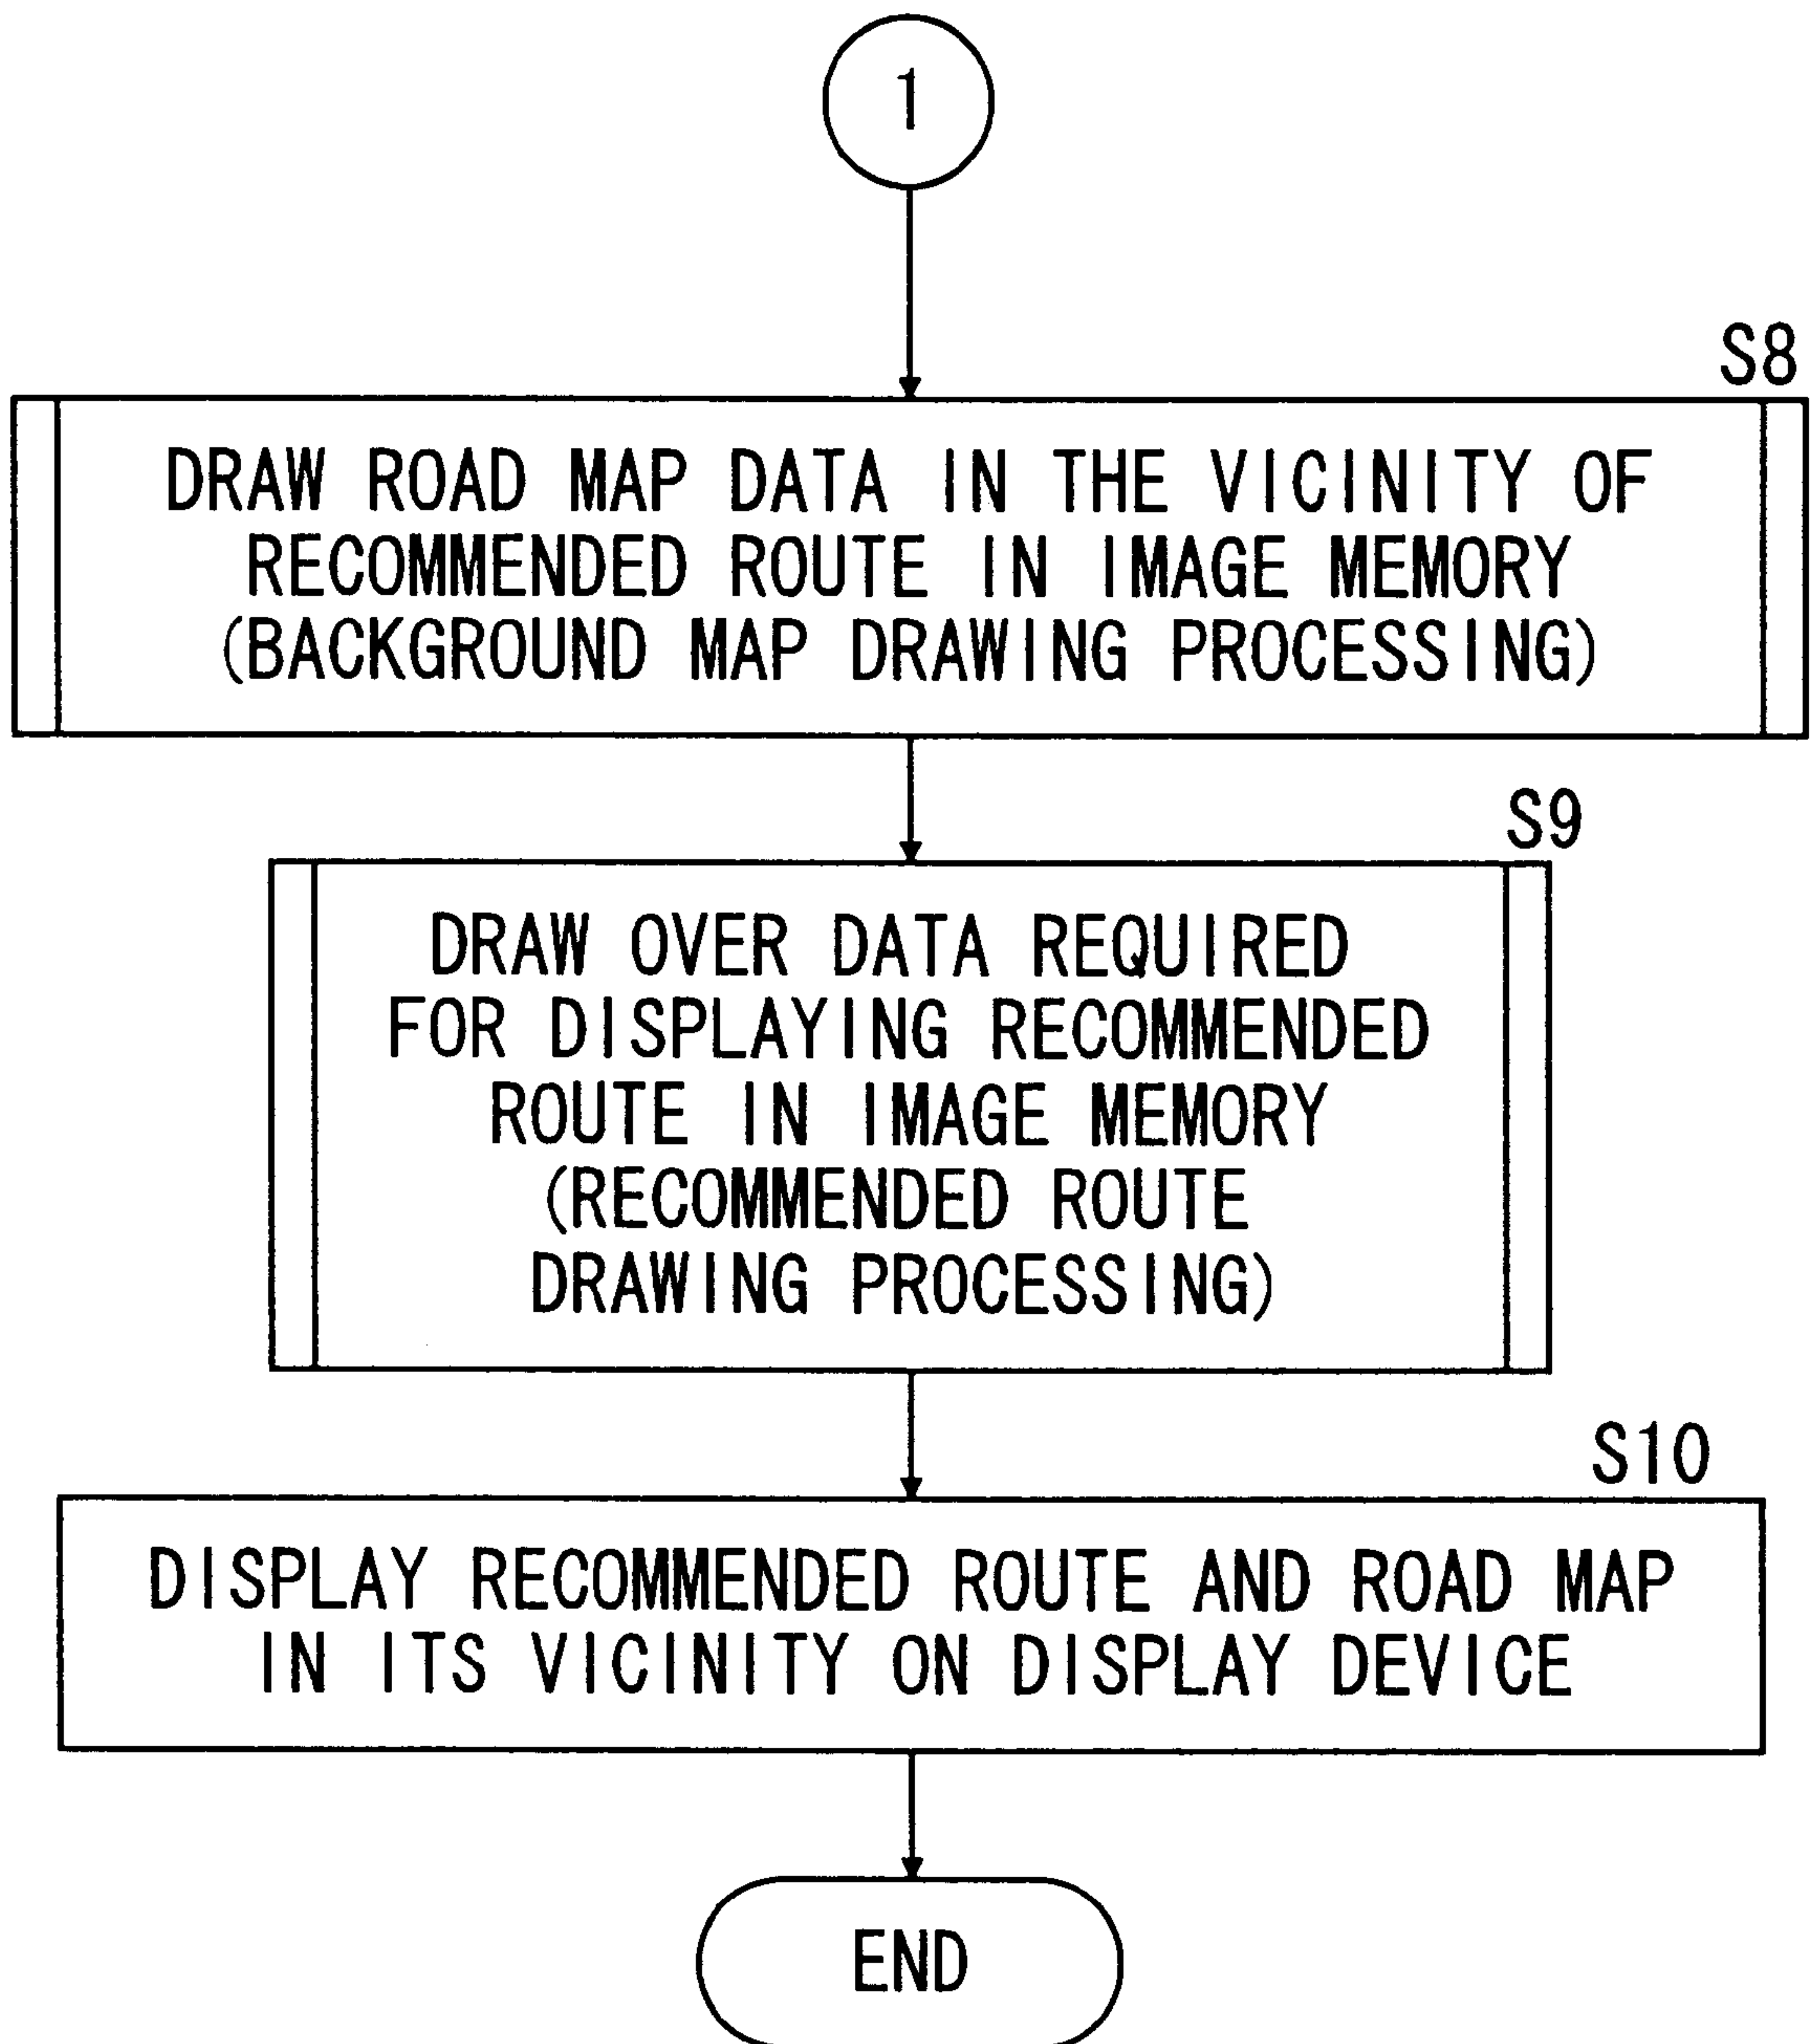 1
S8
DRAW ROAD MAP DATA IN THE VICINITY OF
RECOMMENDED ROUTE IN IMAGE MEMORY
(BACKGROUND MAP DRAWING PROCESSING)
S9
DRAW OVER DATA REQUIRED
FOR DISPLAYING RECOMMENDED
ROUTE IN IMAGE MEMORY
(RECOMMENDED ROUTE
DRAWING PROCESSING)
S10
DISPLAY RECOMMENDED ROUTE AND ROAD MAP
IN ITS VICINITY ON DISPLAY DEVICE
END